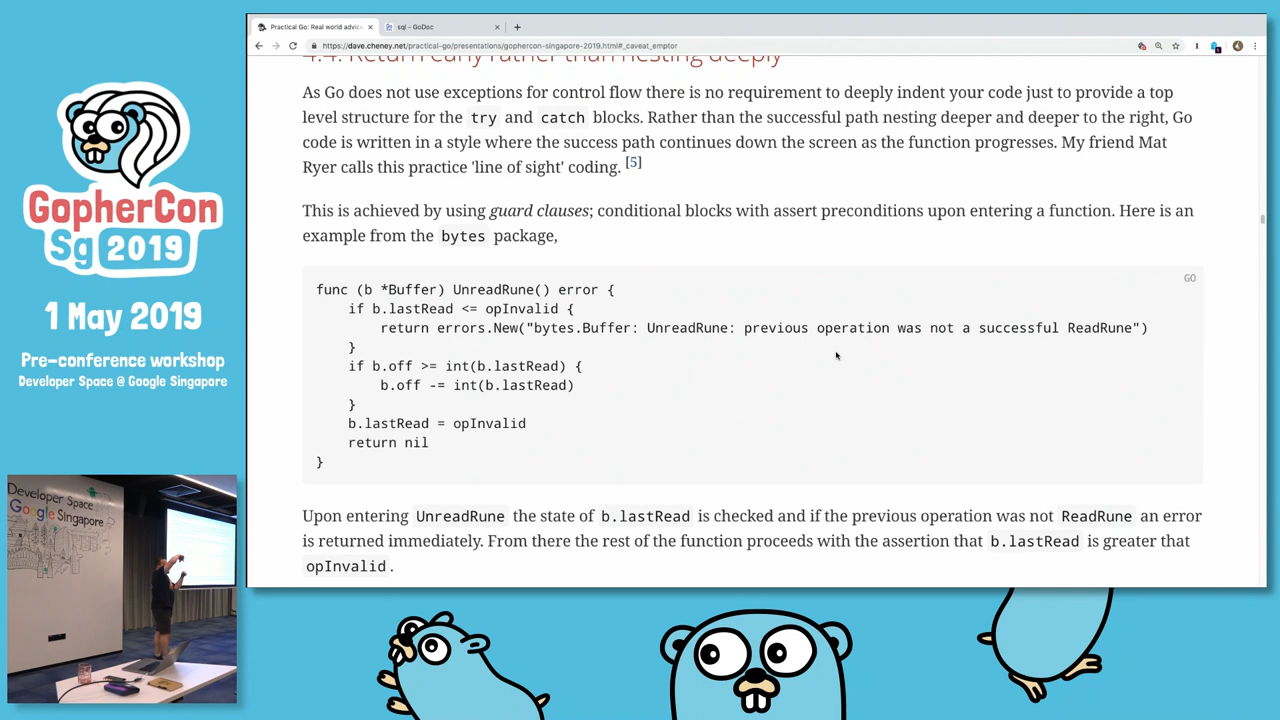 Practical Go: Real world advic
sql - GoDoc
https://dave.cheney.net/practical-go/presentations/gophercon-singapore-2019.html#_caveat_emptor
4.4. Return early rather than nesting deeply
As Go does not use exceptions for control flow there is no requirement to deeply indent your code just to provide a top
level structure for the try and catch blocks. Rather than the successful path nesting deeper and deeper to the right, Go
code is written in a style where the success path continues down the screen as the function progresses. My friend Mat
Ryer calls this practice 'line of sight' coding. [5]
This is achieved by using guard clauses; conditional blocks with assert preconditions upon entering a function. Here is an
example from the bytes package,
GO
func (b *Buffer) UnreadRune() error {
    if b.lastRead <= opInvalid {
        return errors.New("bytes.Buffer: UnreadRune: previous operation was not a successful ReadRune")
    }
    if b.off >= int(b.lastRead) {
        b.off -= int(b.lastRead)
    }
    b.lastRead = opInvalid
    return nil
}
Upon entering UnreadRune the state of b.lastRead is checked and if the previous operation was not ReadRune an error
is returned immediately. From there the rest of the function proceeds with the assertion that b.lastRead is greater that
opInvalid.
GopherCon
Sg 2019
1 May 2019
Pre-conference workshop
Developer Space @ Google Singapore
Developer Space
Google Singapore